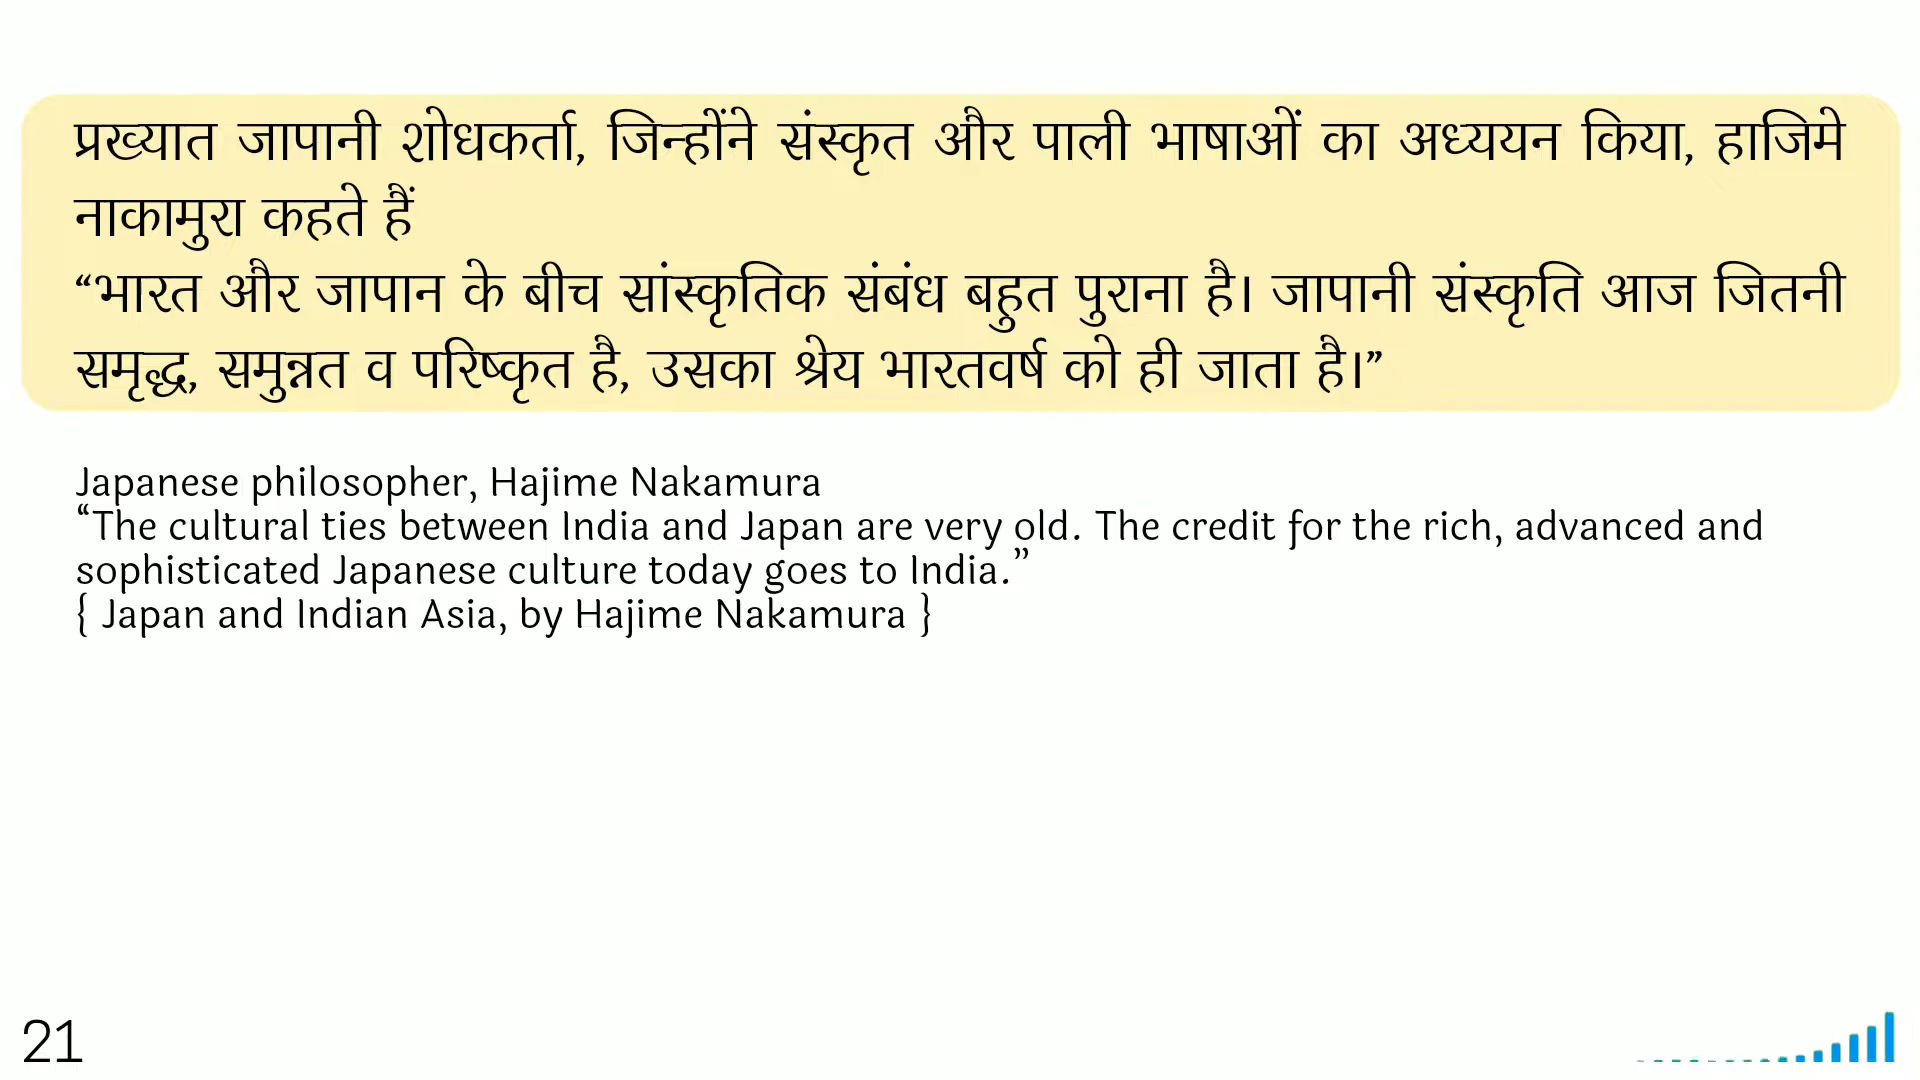 प्रख्यात जापानी शोधकर्ता, जिन्होंने संस्कृत और पाली भाषाओं का अध्ययन किया, हाजिमे
नाकामुरा कहते हैं
“भारत और जापान के बीच सांस्कृतिक संबंध बहुत पुराना है। जापानी संस्कृति आज जितनी
समृद्ध, समुन्नत व परिष्कृत है, उसका श्रेय भारतवर्ष को ही जाता है।”
Japanese philosopher, Hajime Nakamura
“The cultural ties between India and Japan are very old. The credit for the rich, advanced and
sophisticated Japanese culture today goes to India.”
{ Japan and Indian Asia, by Hajime Nakamura }
21